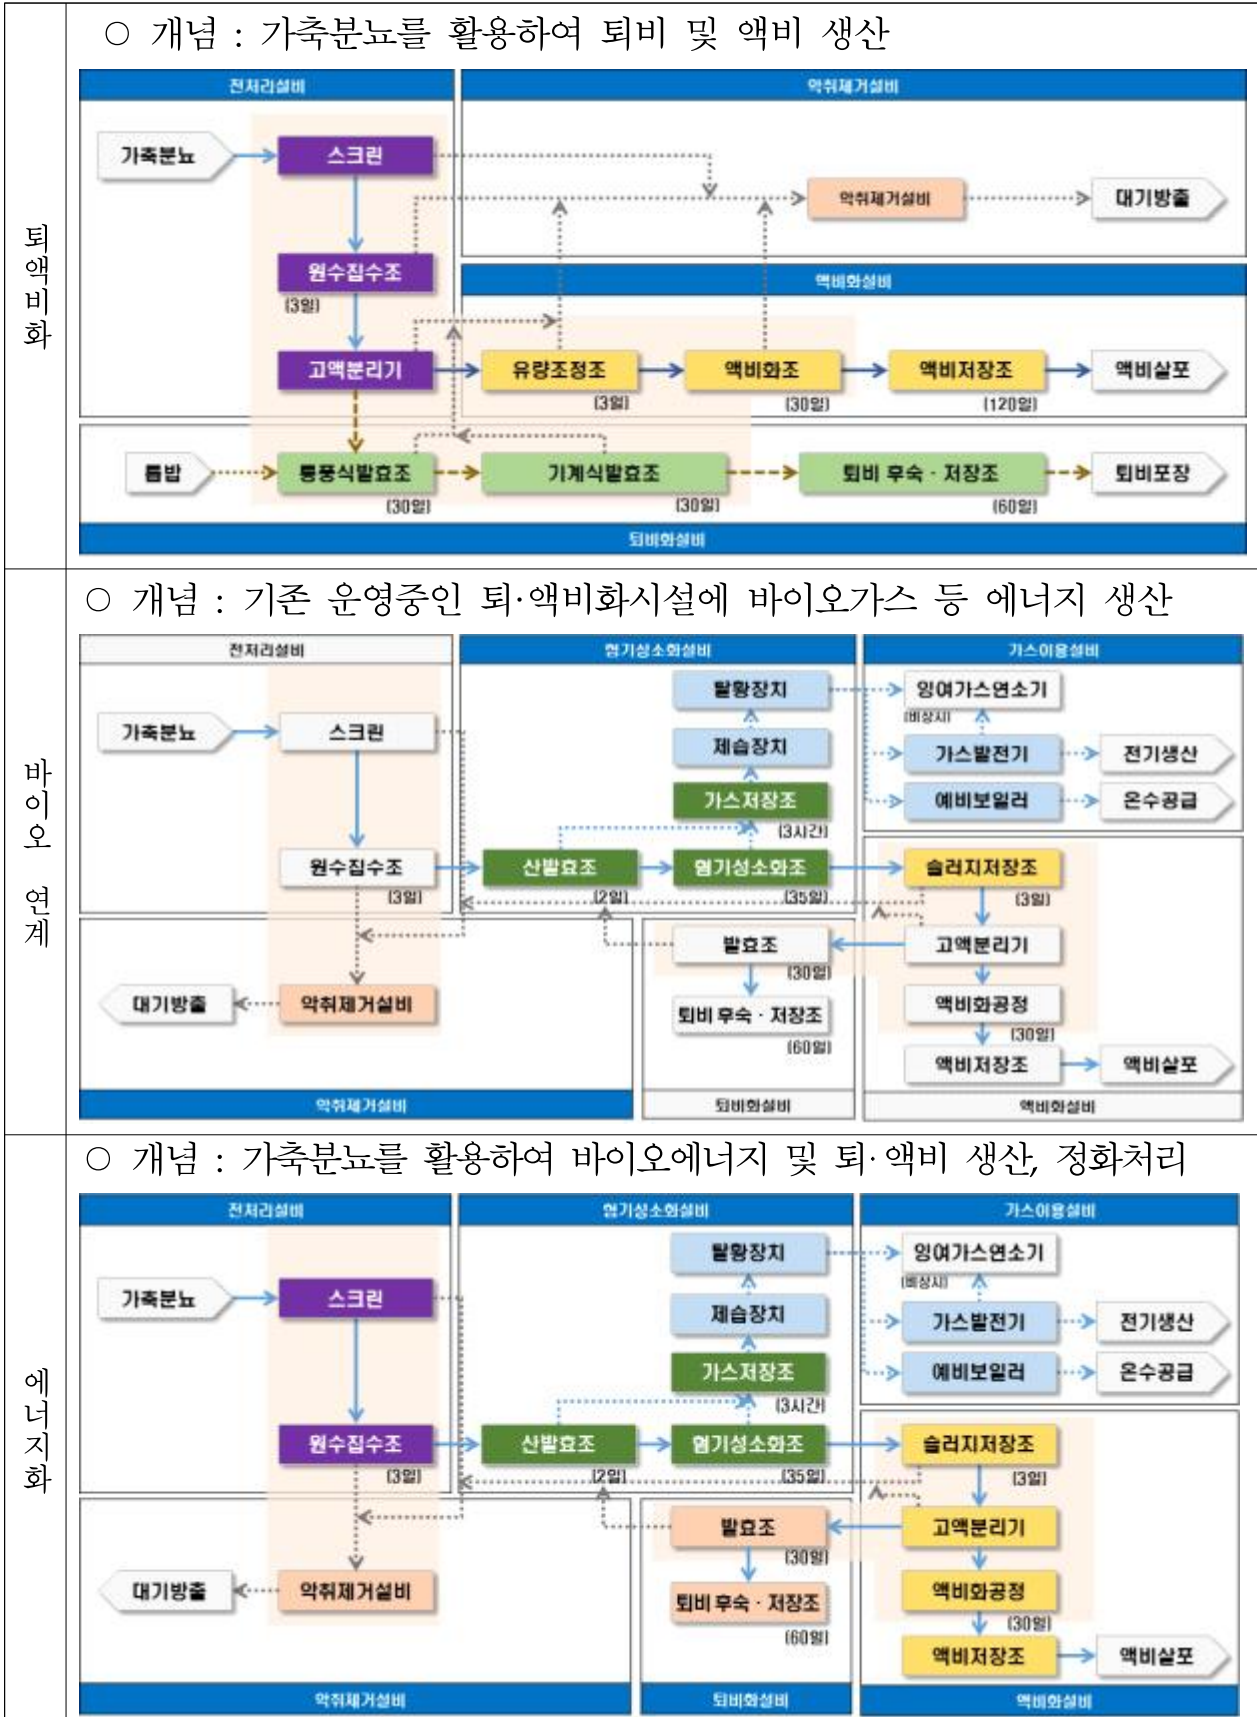 퇴액비화
○ 개념 : 가축분뇨를 활용하여 퇴비 및 액비 생산
전처리설비
악취제거설비
가축분뇨
스크린
악취제거설비
대기방출
원수집수조
(3일)
액비화설비
고액분리기
유량조정조
액비화조
액비저장조
액비살포
(3일)
(30일)
(120일)
톱밥
통풍식발효조
기계식발효조
퇴비 후숙 · 저장조
퇴비포장
(30일)
(30일)
(60일)
퇴비화설비
바이오 연계
○ 개념 : 기존 운영중인 퇴·액비화시설에 바이오가스 등 에너지 생산
전처리설비
혐기성소화설비
가스이용설비
탈황장치
잉여가스연소기
(비상시)
가축분뇨
스크린
제습장치
가스발전기
전기생산
가스저장조
예비보일러
온수공급
(3시간)
원수집수조
산발효조
혐기성소화조
슬러지저장조
(3일)
(2일)
(35일)
(3일)
발효조
고액분리기
(30일)
대기방출
악취제거설비
퇴비 후숙 · 저장조
액비화공정
(60일)
(30일)
액비저장조
액비살포
악취제거설비
퇴비화설비
액비화설비
에너지화
○ 개념 : 가축분뇨를 활용하여 바이오에너지 및 퇴·액비 생산, 정화처리
전처리설비
혐기성소화설비
가스이용설비
탈황장치
잉여가스연소기
(비상시)
가축분뇨
스크린
제습장치
가스발전기
전기생산
가스저장조
예비보일러
온수공급
(3시간)
원수집수조
산발효조
혐기성소화조
슬러지저장조
(3일)
(2일)
(35일)
(3일)
발효조
고액분리기
(30일)
대기방출
악취제거설비
퇴비 후숙 · 저장조
액비화공정
(60일)
(30일)
액비저장조
액비살포
악취제거설비
퇴비화설비
액비화설비